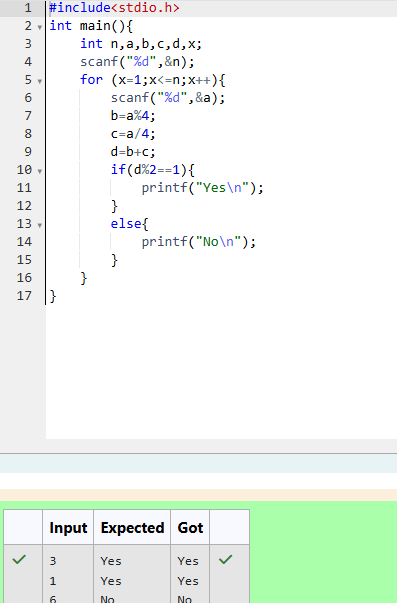 1 #include<stdio.h>
2 int main(){
3 int n,a,b,c,d,x;
4 scanf("%d",&n);
5 for (x=1;x<=n;x++){
6 scanf("%d",&a);
7 b=a%4;
8 c=a/4;
9 d=b+c;
10 if(d%2==1){
11 printf("Yes\n");
12 }
13 else{
14 printf("No\n");
15 }
16 }
17 }
Input Expected Got
3 Yes Yes
1 Yes Yes
6 No No